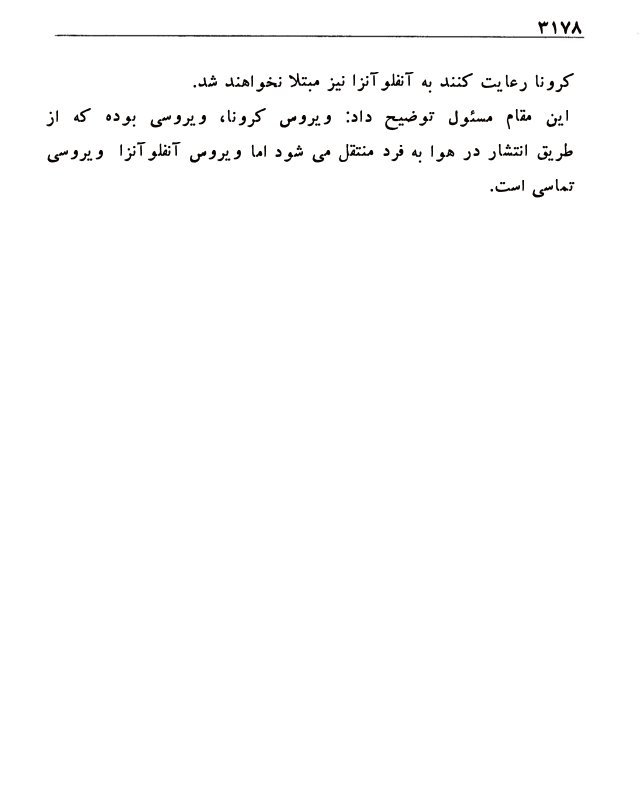 ۳۱۷۸
کرونا رعایت کنند به آنفلوآنزا نیز مبتلا نخواهند شد.
این مقام مسئول توضیح داد: ویروس کرونا، ویروسی بوده که از
طریق انتشار در هوا به فرد منتقل می شود اما ویروس آنفلوآنزا ویروسی
تماسی است.